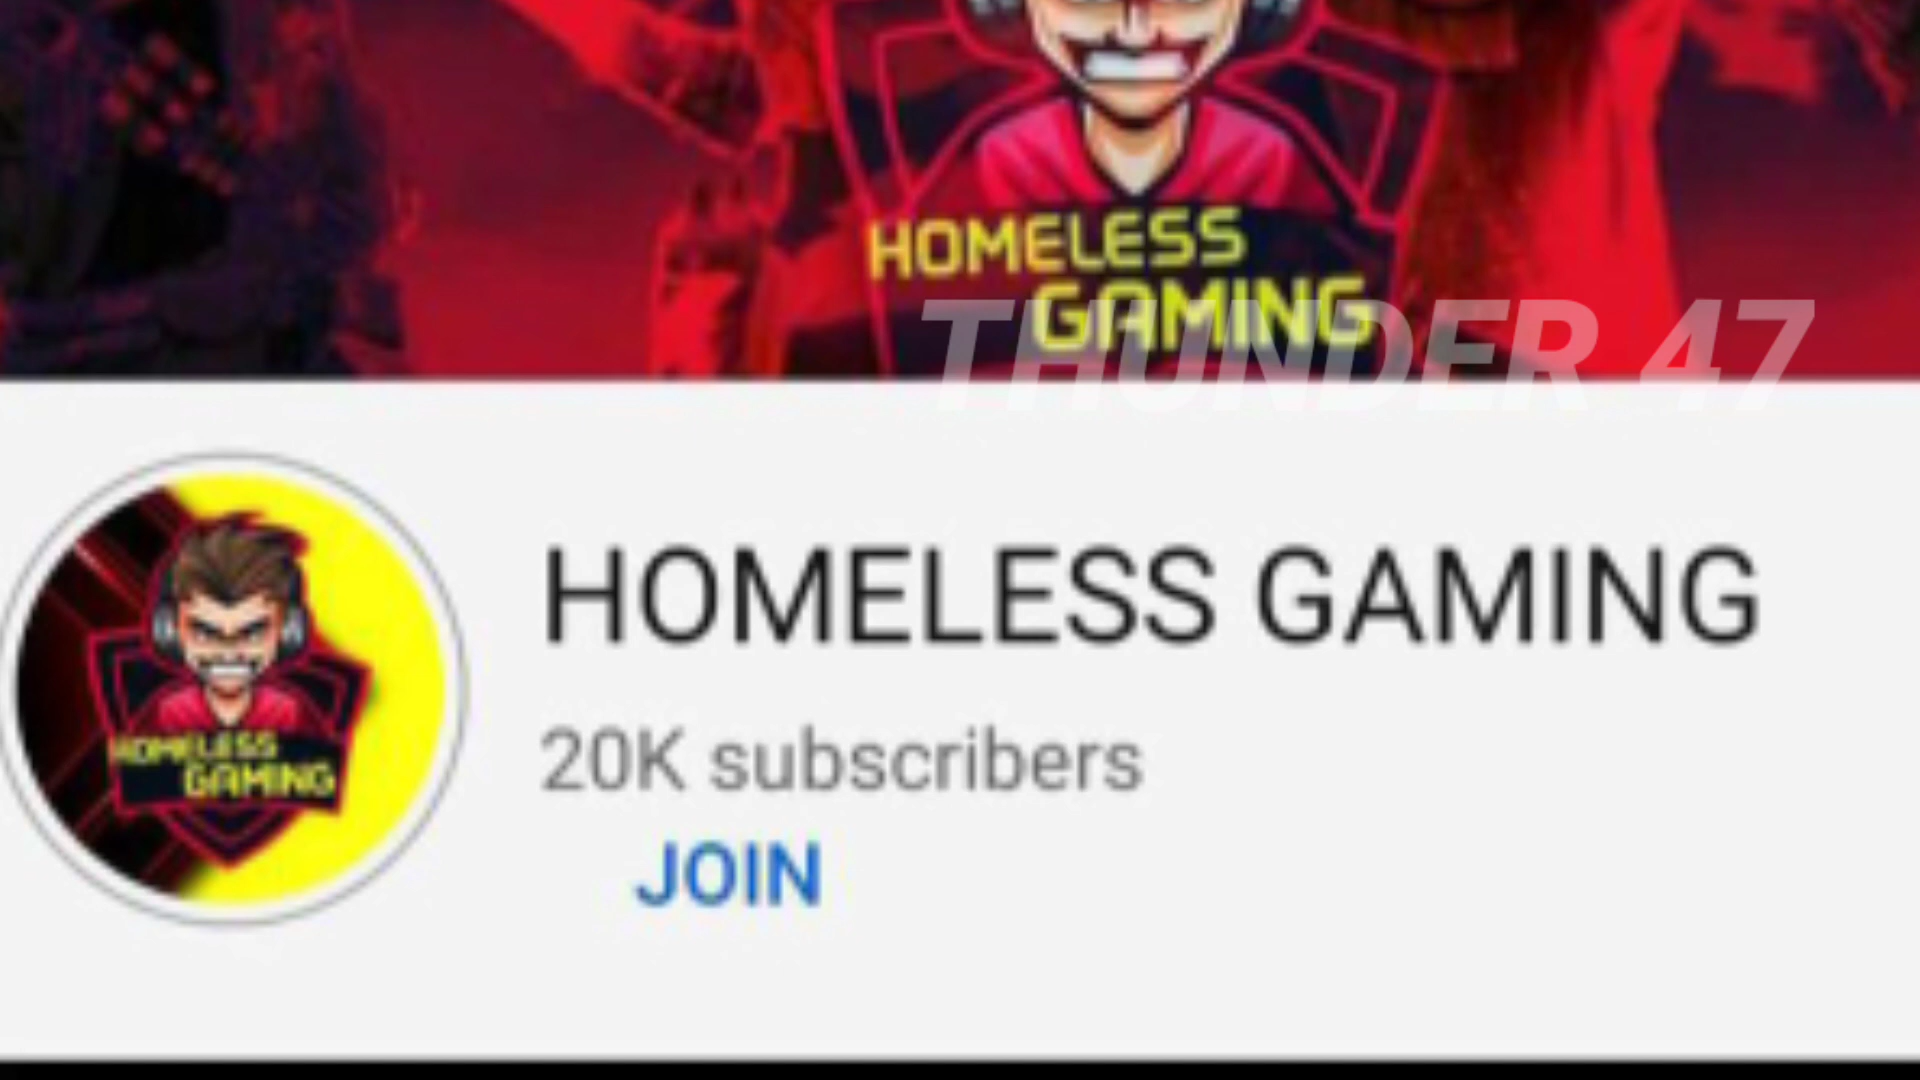 HOMELESS
GAMING
THUNDER 47
HOMELESS GAMING
20K subscribers
JOIN
HOMELESS
GAMING